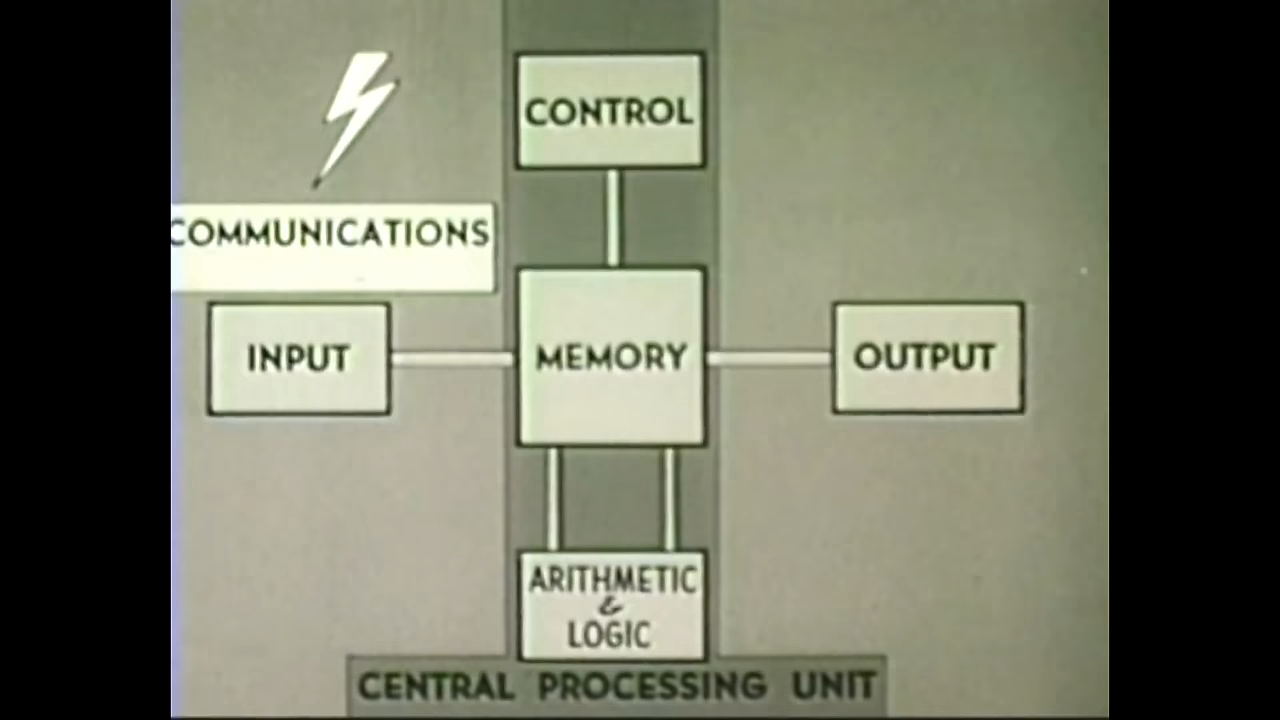 CONTROL
COMMUNICATIONS
INPUT
MEMORY
OUTPUT
ARITHMETIC
&
LOGIC
CENTRAL PROCESSING UNIT